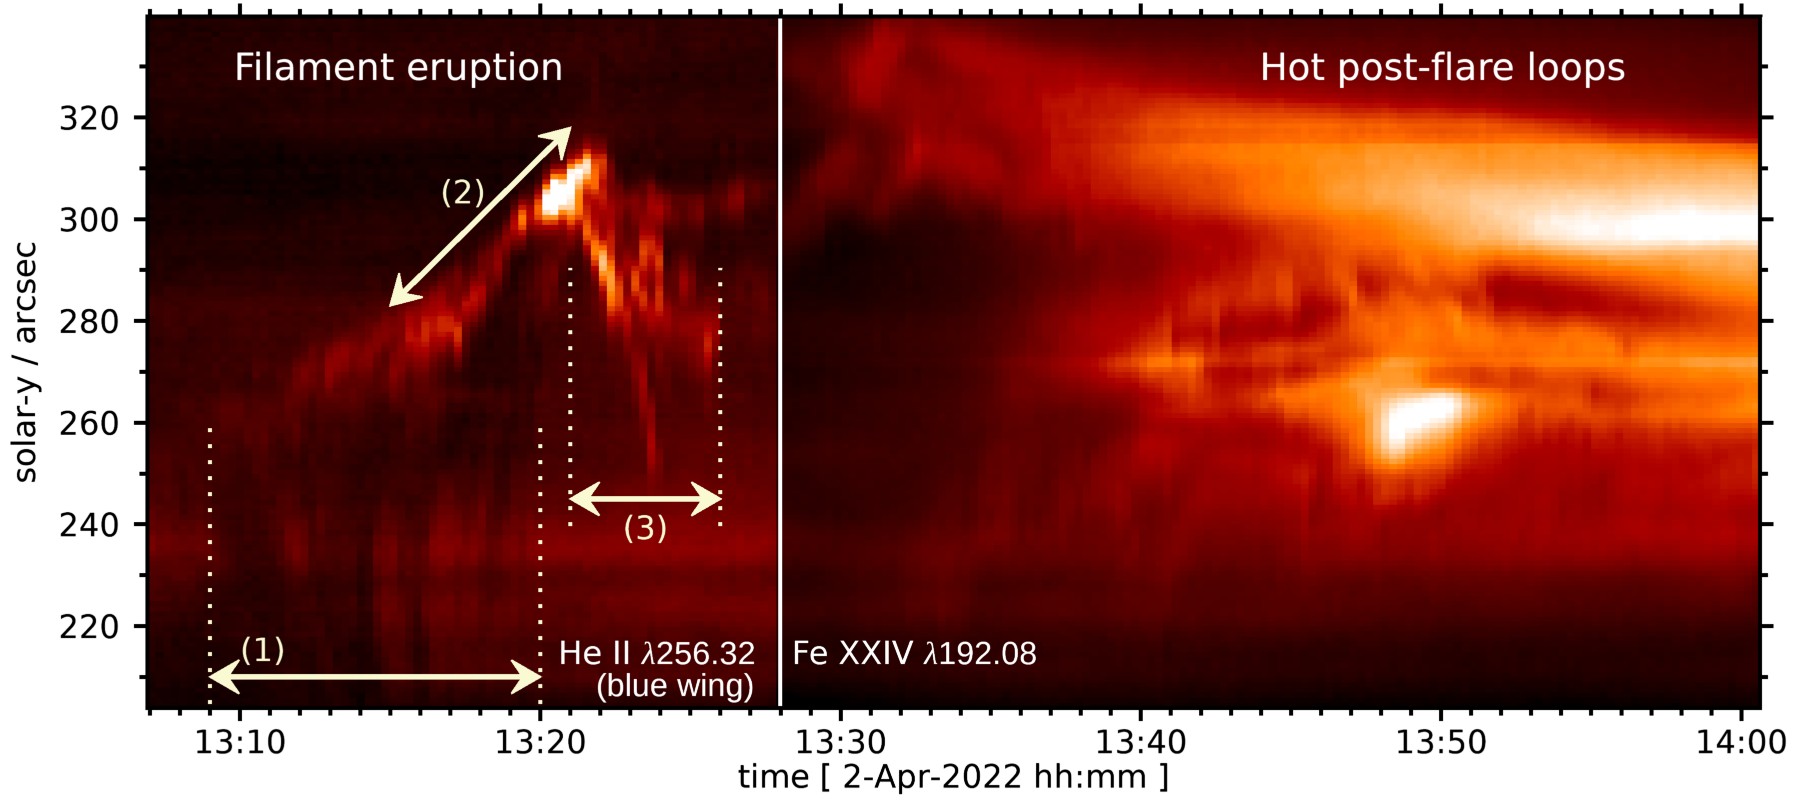 Filament eruption
Hot post-flare loops
320
300
280
260
240
220
solar-y / arcsec
(2)
(3)
(1)
He II λ256.32
(blue wing)
Fe XXIV λ192.08
13:10
13:20
13:30
13:40
13:50
14:00
time [ 2-Apr-2022 hh:mm ]